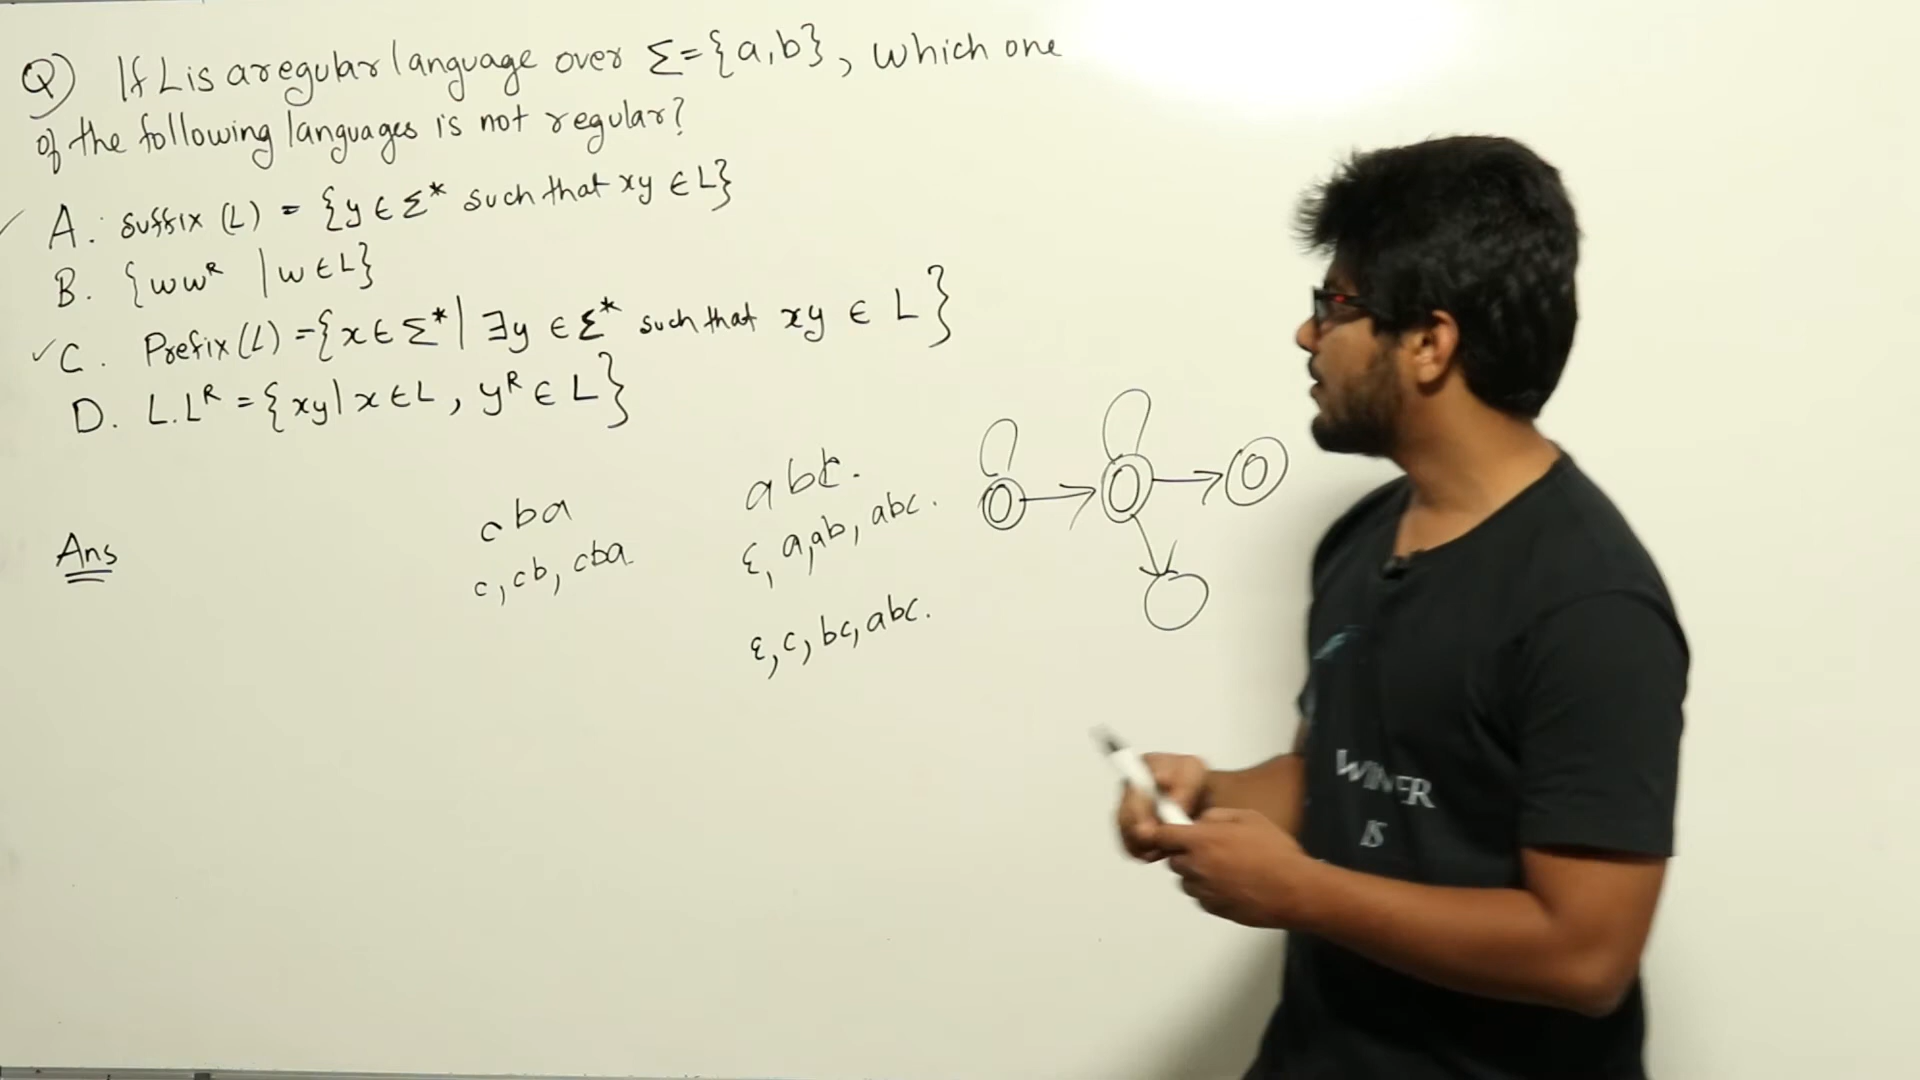 Q) If L is a regular language over Σ={a,b}, which one
of the following languages is not regular?
A. suffix (L) = {y ∈ Σ* such that xy ∈ L}
B. {ww^R | w ∈ L}
C. Prefix(L) = {x ∈ Σ* | ∃y ∈ Σ* such that xy ∈ L}
D. L.L^R = {xy | x ∈ L, y^R ∈ L}
Ans
cba
c, cb, cba
abc.
ε, a, ab, abc.
ε, c, bc, abc.
IS